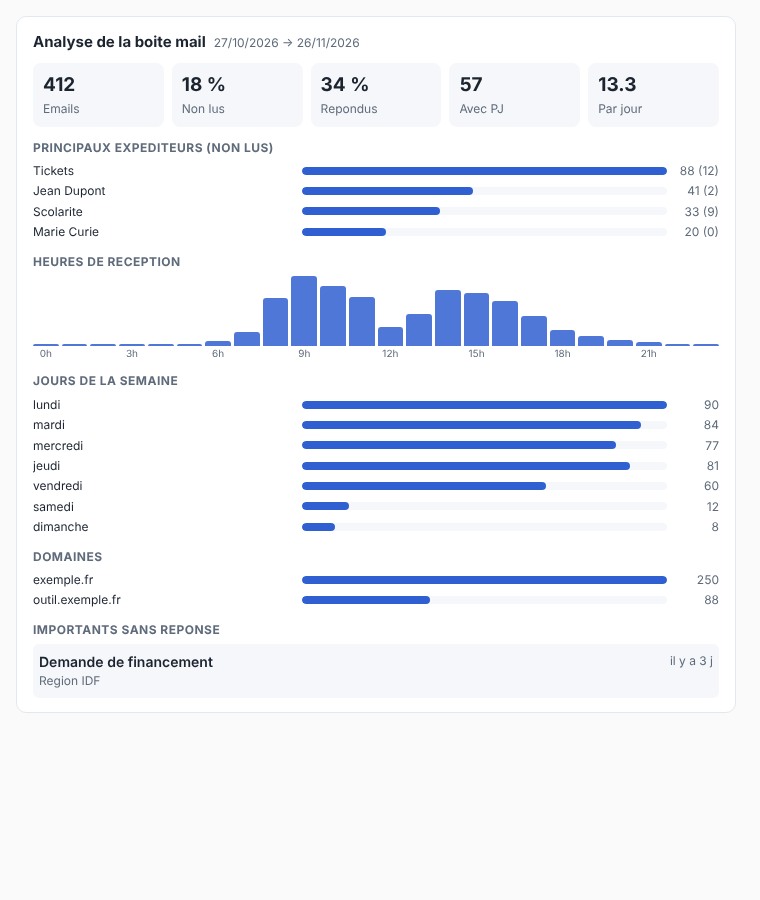 Analyse de la boite mail 27/10/2026 → 26/11/2026
412 18 % 34 % 57 13.3
Emails Non lus Repondus Avec PJ Par jour
PRINCIPAUX EXPEDITEURS (NON LUS)
Tickets 88 (12)
Jean Dupont 41 (2)
Scolarite 33 (9)
Marie Curie 20 (0)
HEURES DE RECEPTION
0h 3h 6h 9h 12h 15h 18h 21h
JOURS DE LA SEMAINE
lundi 90
mardi 84
mercredi 77
jeudi 81
vendredi 60
samedi 12
dimanche 8
DOMAINES
exemple.fr 250
outil.exemple.fr 88
IMPORTANTS SANS REPONSE
Demande de financement il y a 3 j
Region IDF